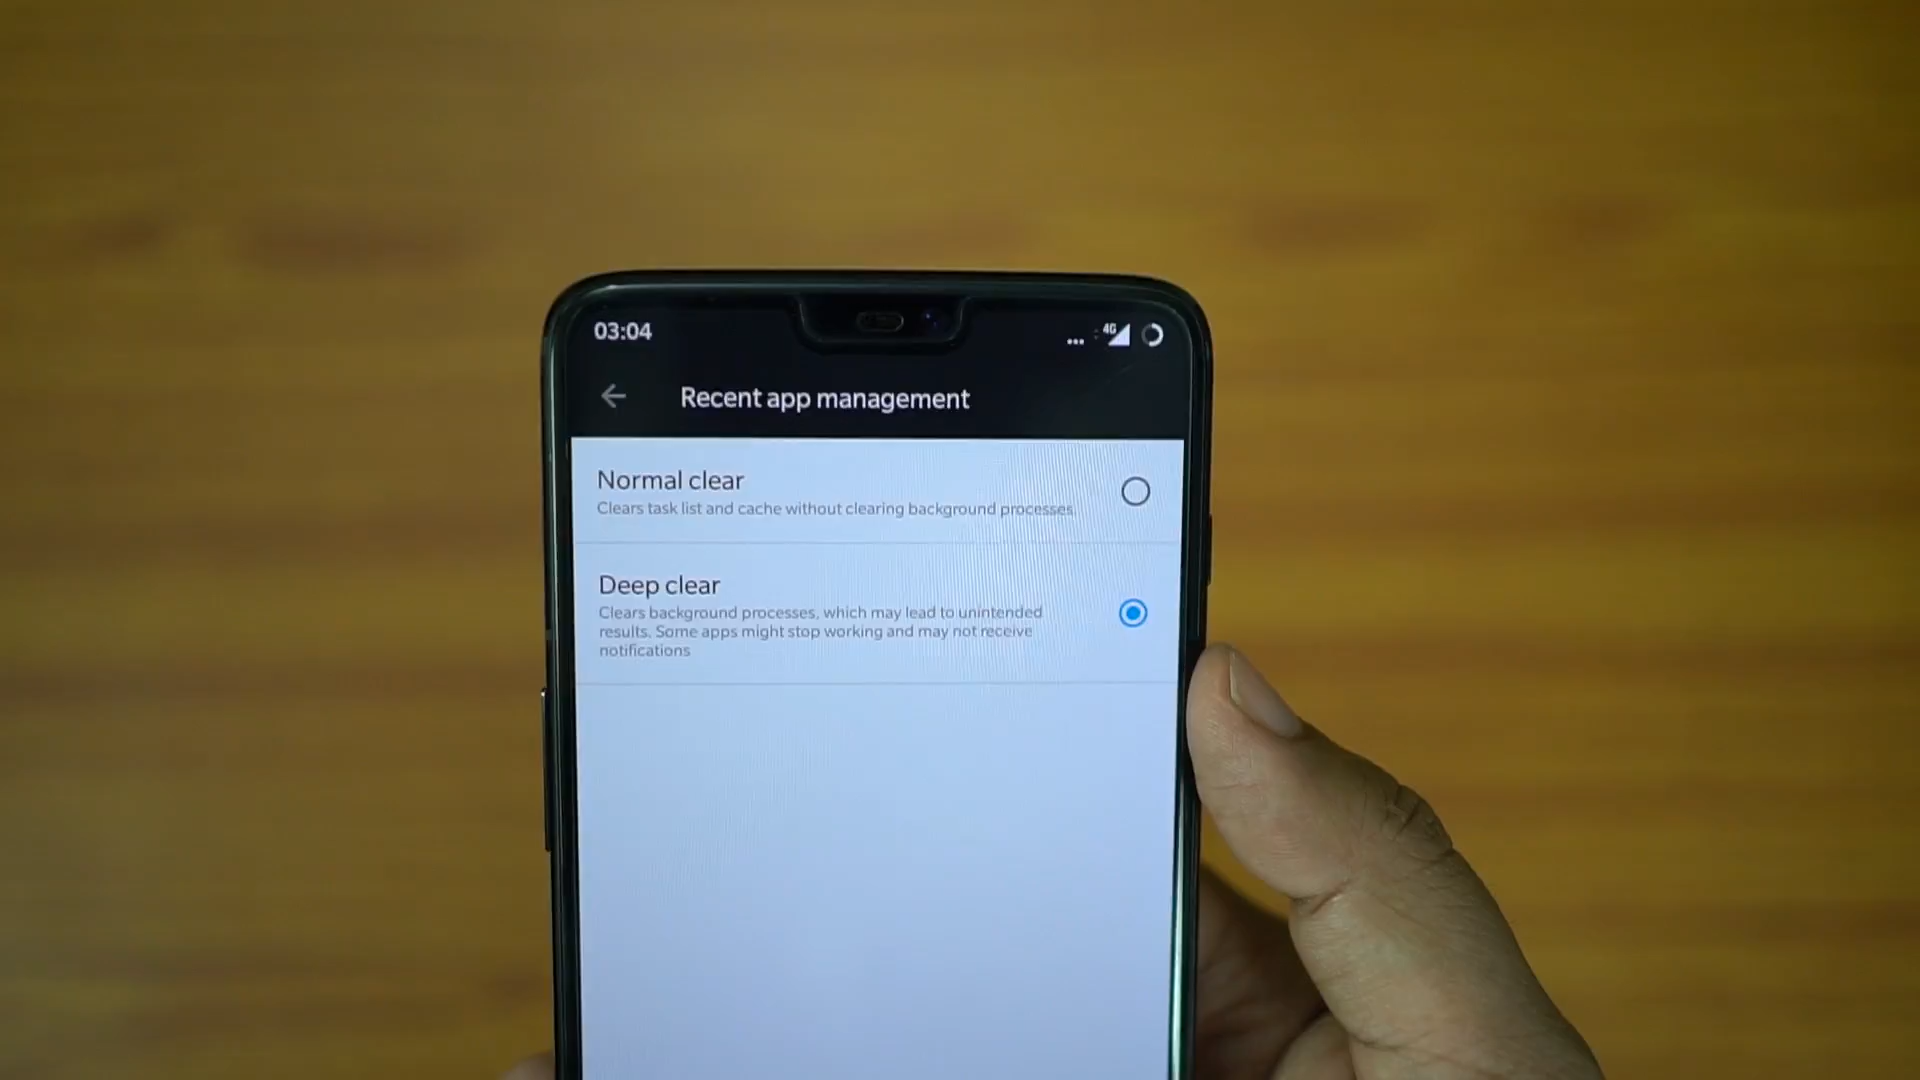 03:04
4G
Recent app management
Normal clear
Clears task list and cache without clearing background processes.
Deep clear
Clears background processes, which may lead to unintended
results. Some apps might stop working and may not receive
notifications